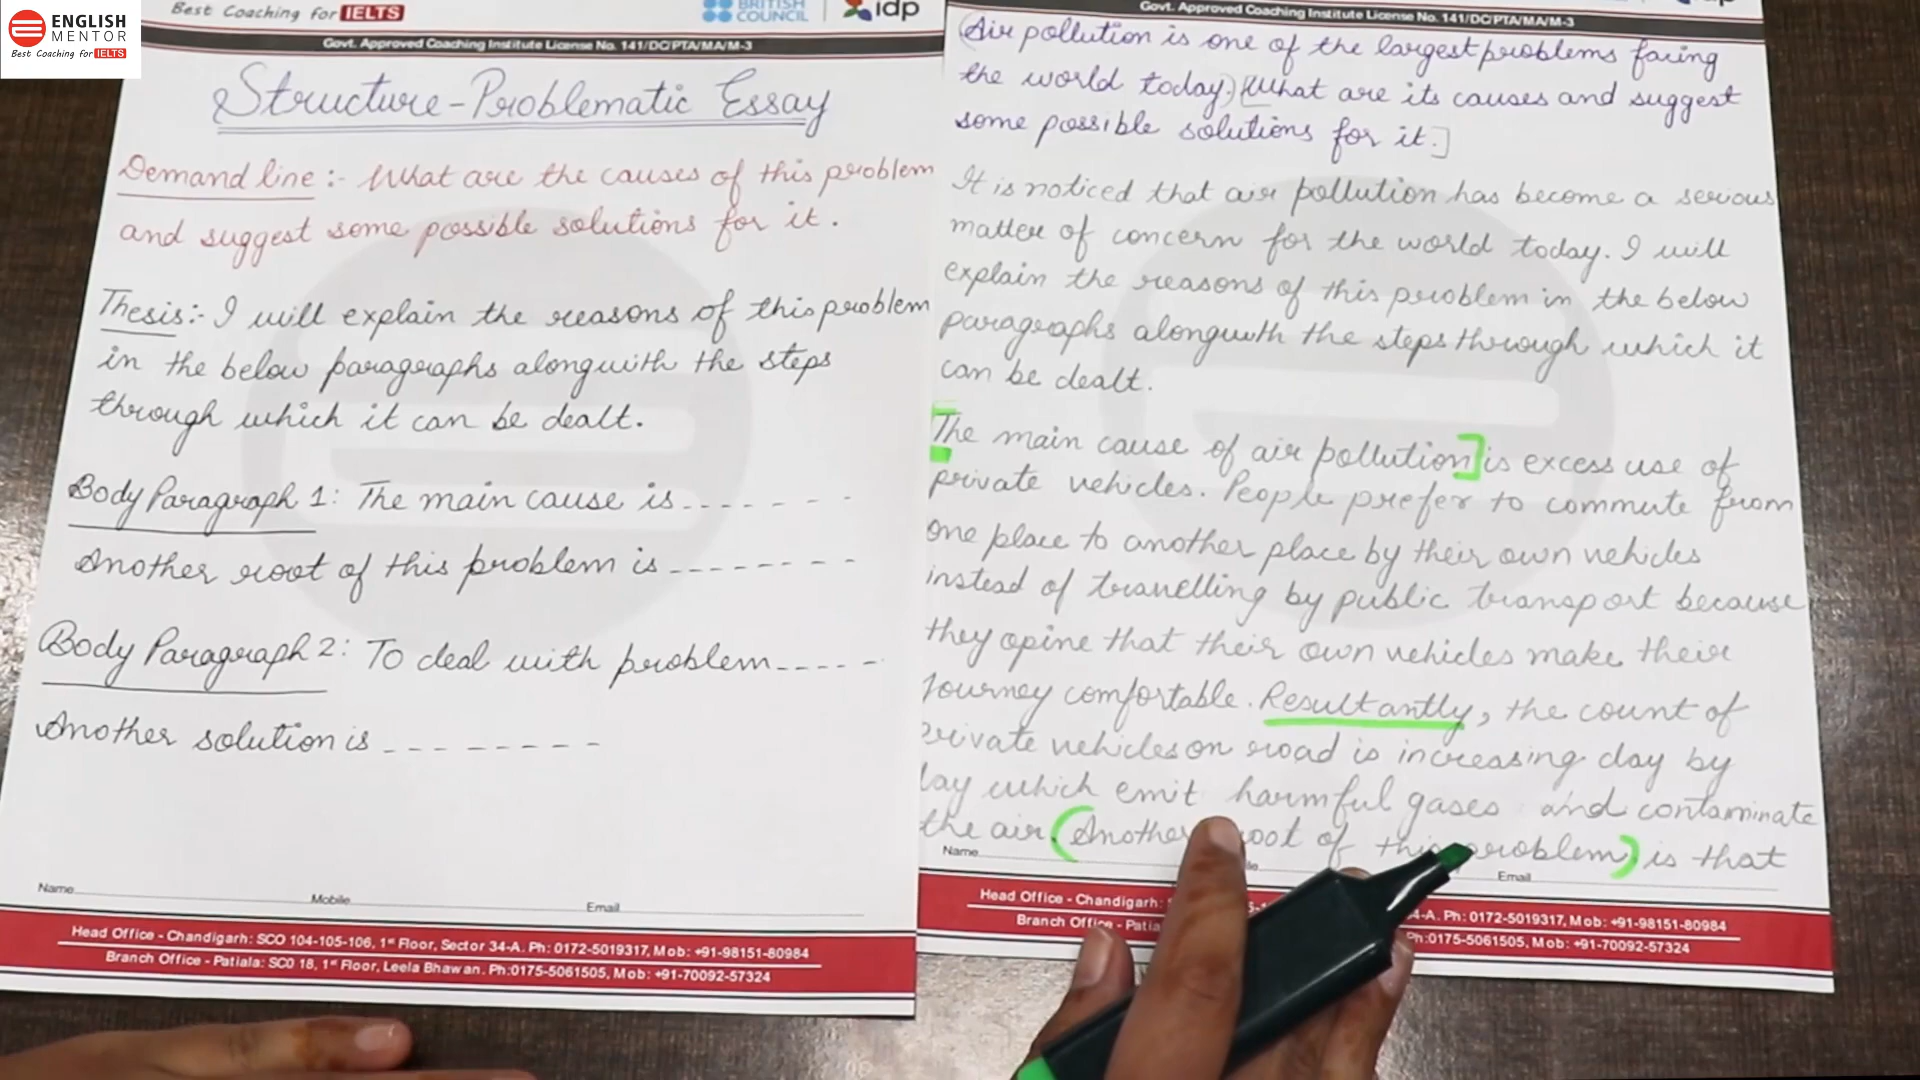 ENGLISH
MENTOR
Best Coaching for IELTS
Best Coaching for IELTS
BRITISH
COUNCIL
idp
Govt. Approved Coaching Institute License No. 141/DC/PTA/MA/M-3
Structure-Problematic Essay
Demand line :- What are the causes of this problem
and suggest some possible solutions for it.
Thesis:- I will explain the reasons of this problem
in the below paragraphs alongwith the steps
through which it can be dealt.
Body Paragraph 1: The main cause is
Another root of this problem is
Body Paragraph 2: To deal with problem
Another solution is
Name
Mobile
Email
Head Office - Chandigarh: SCO 104-105-106, 1st Floor, Sector 34-A. Ph: 0172-5019317, Mob: +91-98151-80984
Branch Office - Patiala: SCO 18, 1st Floor, Leela Bhawan. Ph:0175-5061505, Mob: +91-70092-57324
Govt. Approved Coaching Institute License No. 141/DC/PTA/MA/M-3
(Air pollution is one of the largest problems facing
the world today.) [What are its causes and suggest
some possible solutions for it.]
It is noticed that air pollution has become a serious
matter of concern for the world today. I will
explain the reasons of this problem in the below
paragraphs alongwith the steps through which it
can be dealt.
The main cause of air pollution] is excess use of
private vehicles. People prefer to commute from
one place to another place by their own vehicles
instead of travelling by public transport because
they opine that their own vehicles make their
journey comfortable. Resultantly, the count of
private vehicles on road is increasing day by
day which emit harmful gases and contaminate
the air. (Another root of this problem) is that
Name
Email
Head Office - Chandigarh: 4-A. Ph: 0172-5019317, Mob: +91-98151-80984
Branch Office - Patia Ph:0175-5061505, Mob: +91-70092-57324